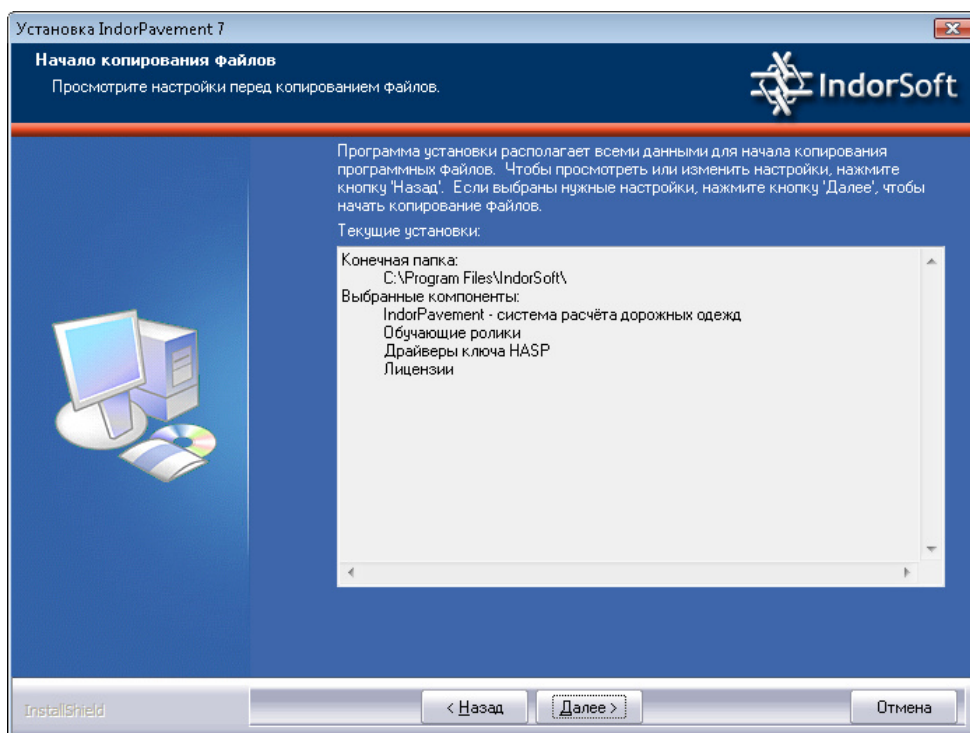 Установка IndorPavement 7
Начало копирования файлов
Просмотрите настройки перед копированием файлов.
IndorSoft
Программа установки располагает всеми данными для начала копирования
программных файлов. Чтобы просмотреть или изменить настройки, нажмите
кнопку 'Назад'. Если выбраны нужные настройки, нажмите кнопку 'Далее', чтобы
начать копирование файлов.
Текущие установки:
Конечная папка:
C:\Program Files\IndorSoft\
Выбранные компоненты:
IndorPavement - система расчёта дорожных одежд
Обучающие ролики
Драйверы ключа HASP
Лицензии
InstallShield
< Назад
Далее >
Отмена